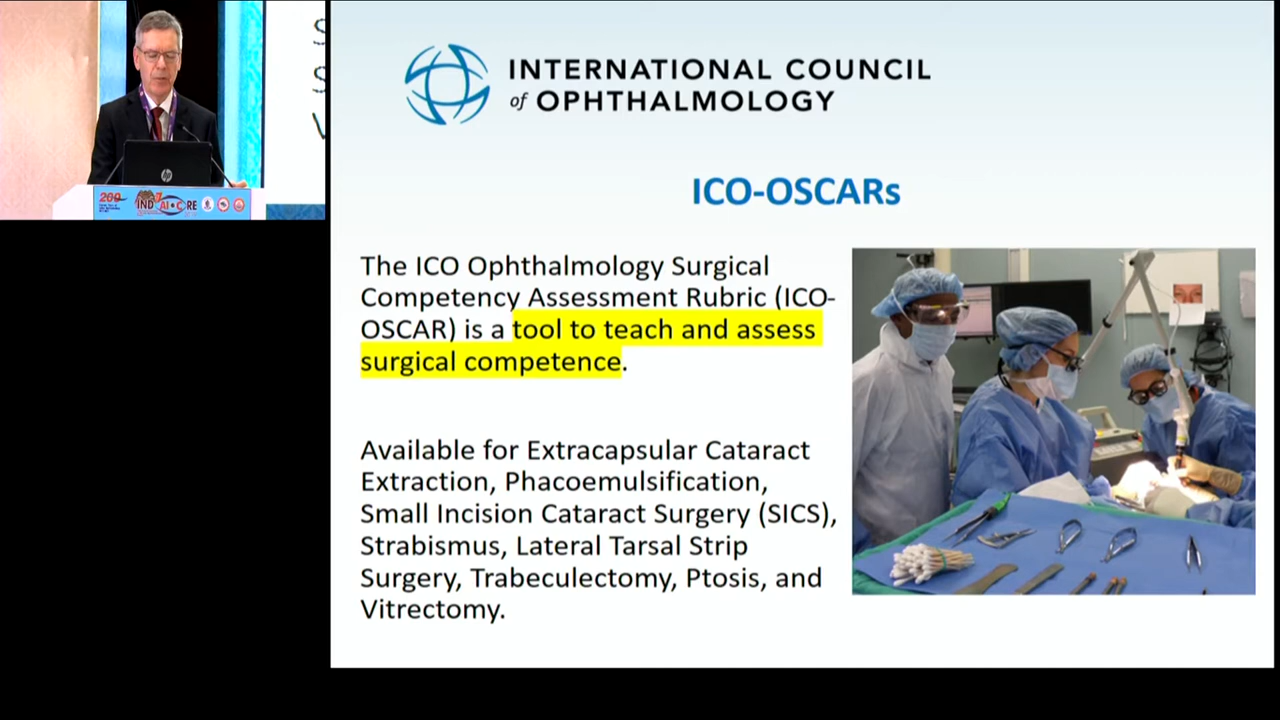 INTERNATIONAL COUNCIL
of OPHTHALMOLOGY
ICO-OSCARs
The ICO Ophthalmology Surgical
Competency Assessment Rubric (ICO-
OSCAR) is a tool to teach and assess
surgical competence.
Available for Extracapsular Cataract
Extraction, Phacoemulsification,
Small Incision Cataract Surgery (SICS),
Strabismus, Lateral Tarsal Strip
Surgery, Trabeculectomy, Ptosis, and
Vitrectomy.
hp